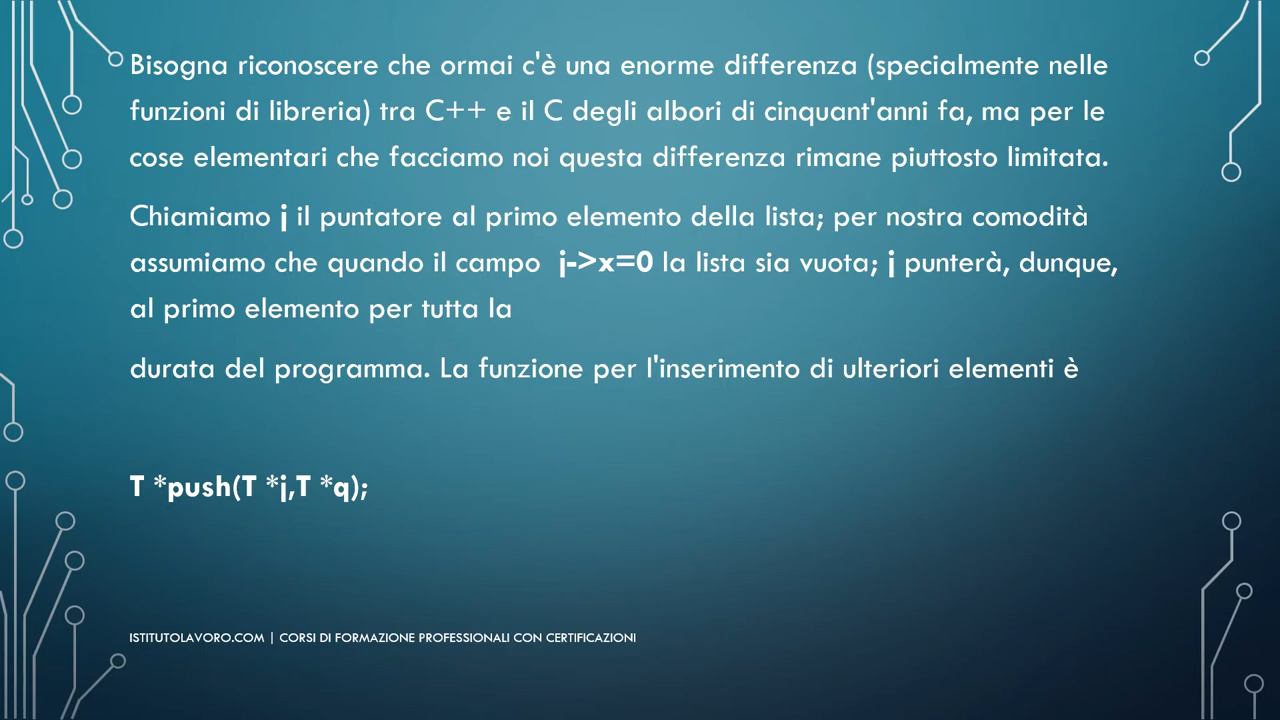 Bisogna riconoscere che ormai c'è una enorme differenza (specialmente nelle
funzioni di libreria) tra C++ e il C degli albori di cinquant'anni fa, ma per le
cose elementari che facciamo noi questa differenza rimane piuttosto limitata.
Chiamiamo j il puntatore al primo elemento della lista; per nostra comodità
assumiamo che quando il campo  j->x=0 la lista sia vuota; j punterà, dunque,
al primo elemento per tutta la
durata del programma. La funzione per l'inserimento di ulteriori elementi è
T *push(T *j,T *q);
ISTITUTOLAVORO.COM | CORSI DI FORMAZIONE PROFESSIONALI CON CERTIFICAZIONI